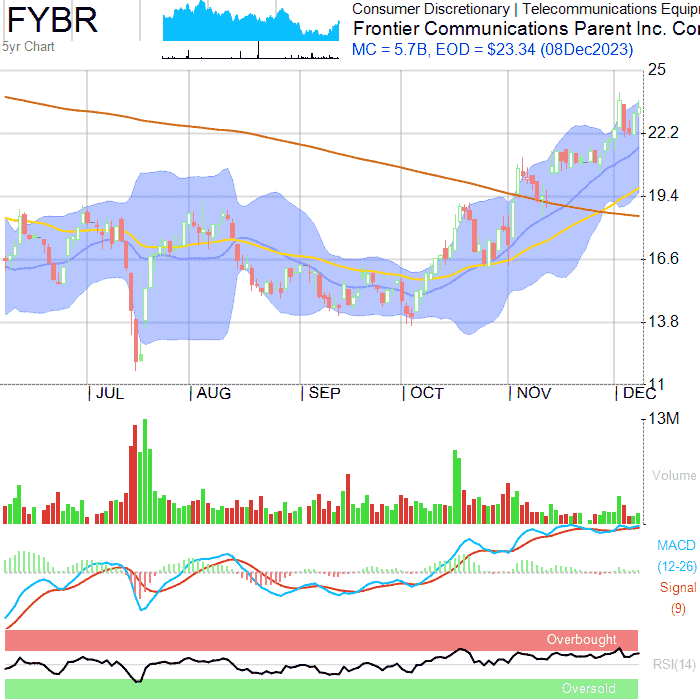 FYBR
5yr Chart
Consumer Discretionary | Telecommunications Equip
Frontier Communications Parent Inc. Co
MC = 5.7B, EOD = $23.34 (08Dec2023)
25
22.2
19.4
16.6
13.8
11
JUL AUG SEP OCT NOV DEC
13M
Volume
MACD
(12-26)
Signal
(9)
Overbought
RSI(14)
Oversold